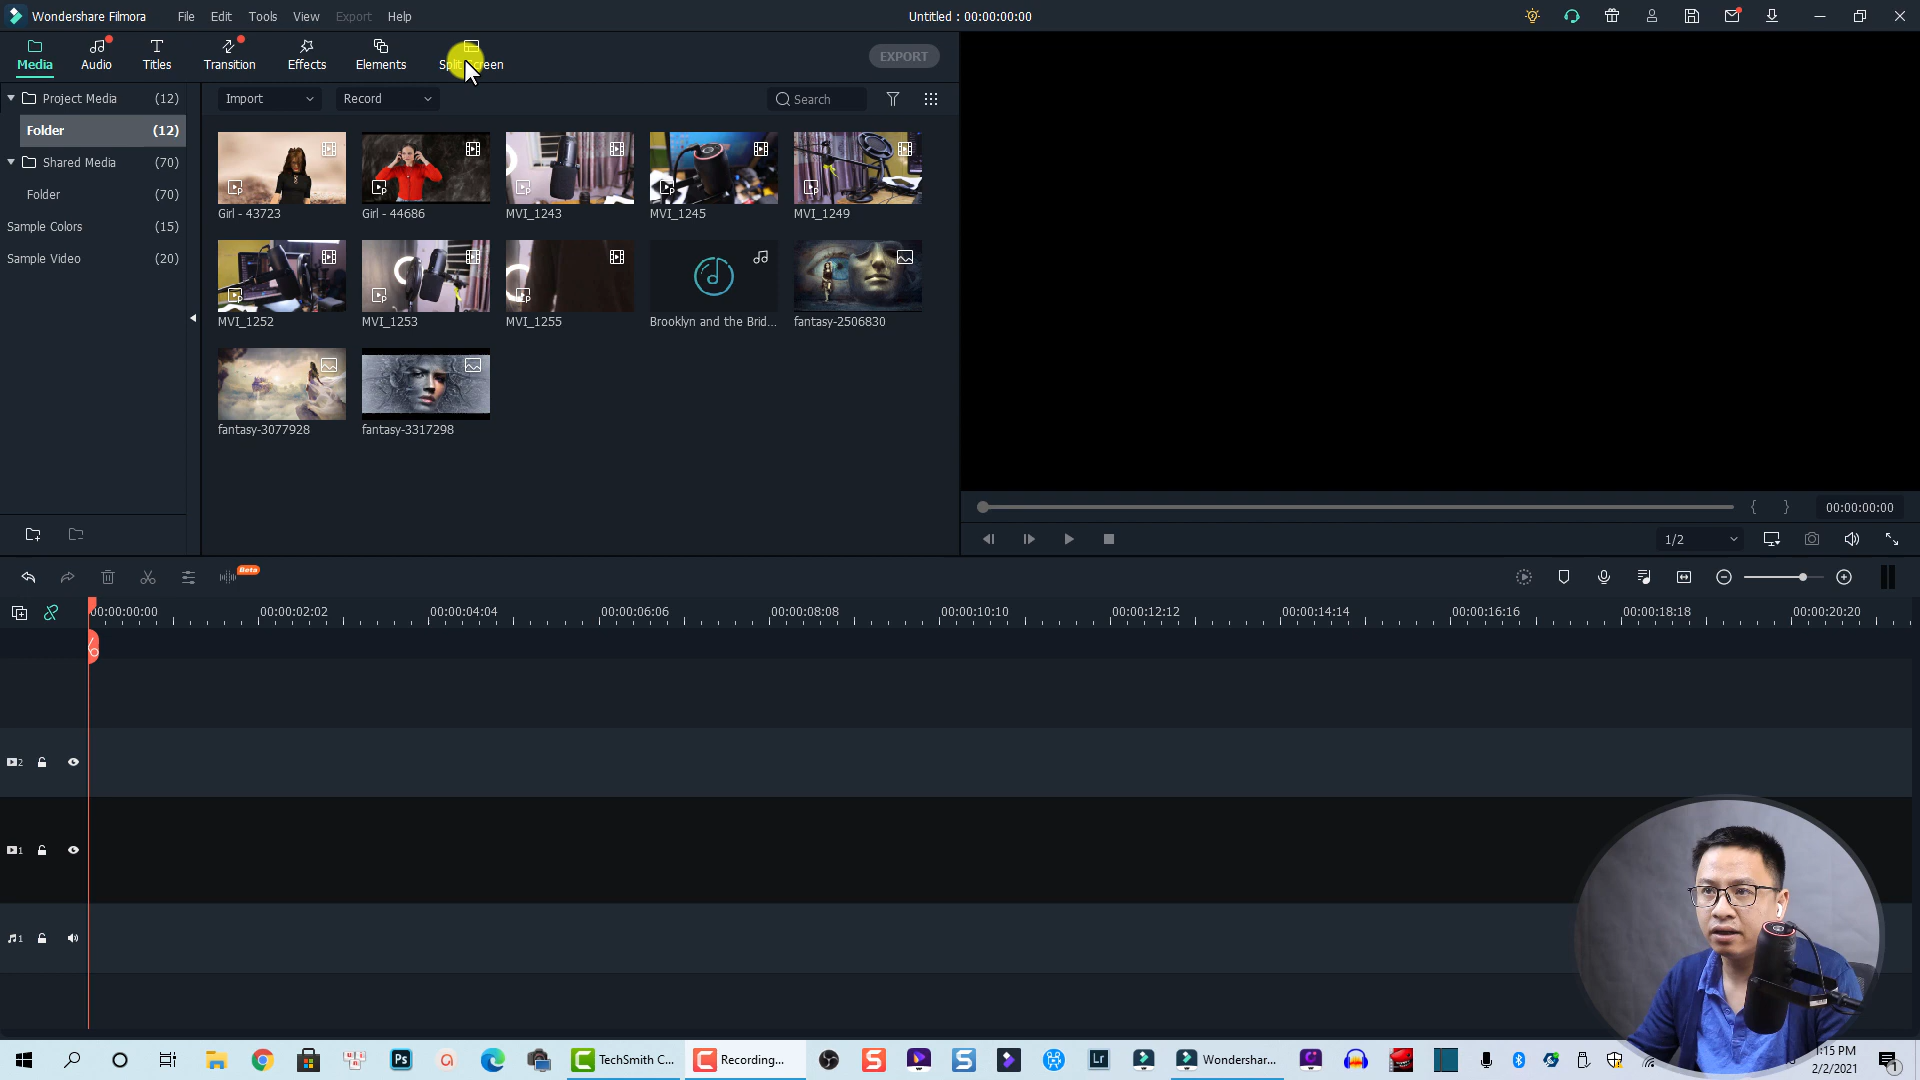 Wondershare Filmora File Edit Tools View Export Help Untitled : 00:00:00:00
Media Audio Titles Transition Effects Elements Split Screen EXPORT
Project Media (12) Import Record Search
Folder (12)
Shared Media (70)
Folder (70)
Sample Colors (15)
Sample Video (20)
Girl - 43723 Girl - 44686 MVI_1243 MVI_1245 MVI_1249
MVI_1252 MVI_1253 MVI_1255 Brooklyn and the Brid... fantasy-2506830
fantasy-3077928 fantasy-3317298
{ } 00:00:00:00
1/2
Beta
00:00:00:00 00:00:02:02 00:00:04:04 00:00:06:06 00:00:08:08 00:00:10:10 00:00:12:12 00:00:14:14 00:00:16:16 00:00:18:18 00:00:20:20
2
1
1
Ps TechSmith C... Recording... Lr Wondershar...
1:15 PM
2/2/2021
1